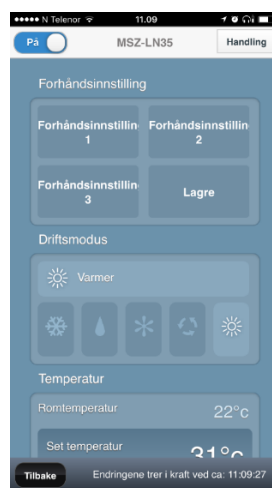 N Telenor 11.09
På MSZ-LN35 Handling
Forhåndsinnstilling
Forhåndsinnstillin Forhåndsinnstillin
1 2
Forhåndsinnstillin Lagre
3
Driftsmodus
Varmer
Temperatur
Romtemperatur 22°c
Set temperatur 31°c
Tilbake Endringene trer i kraft ved ca: 11:09:27